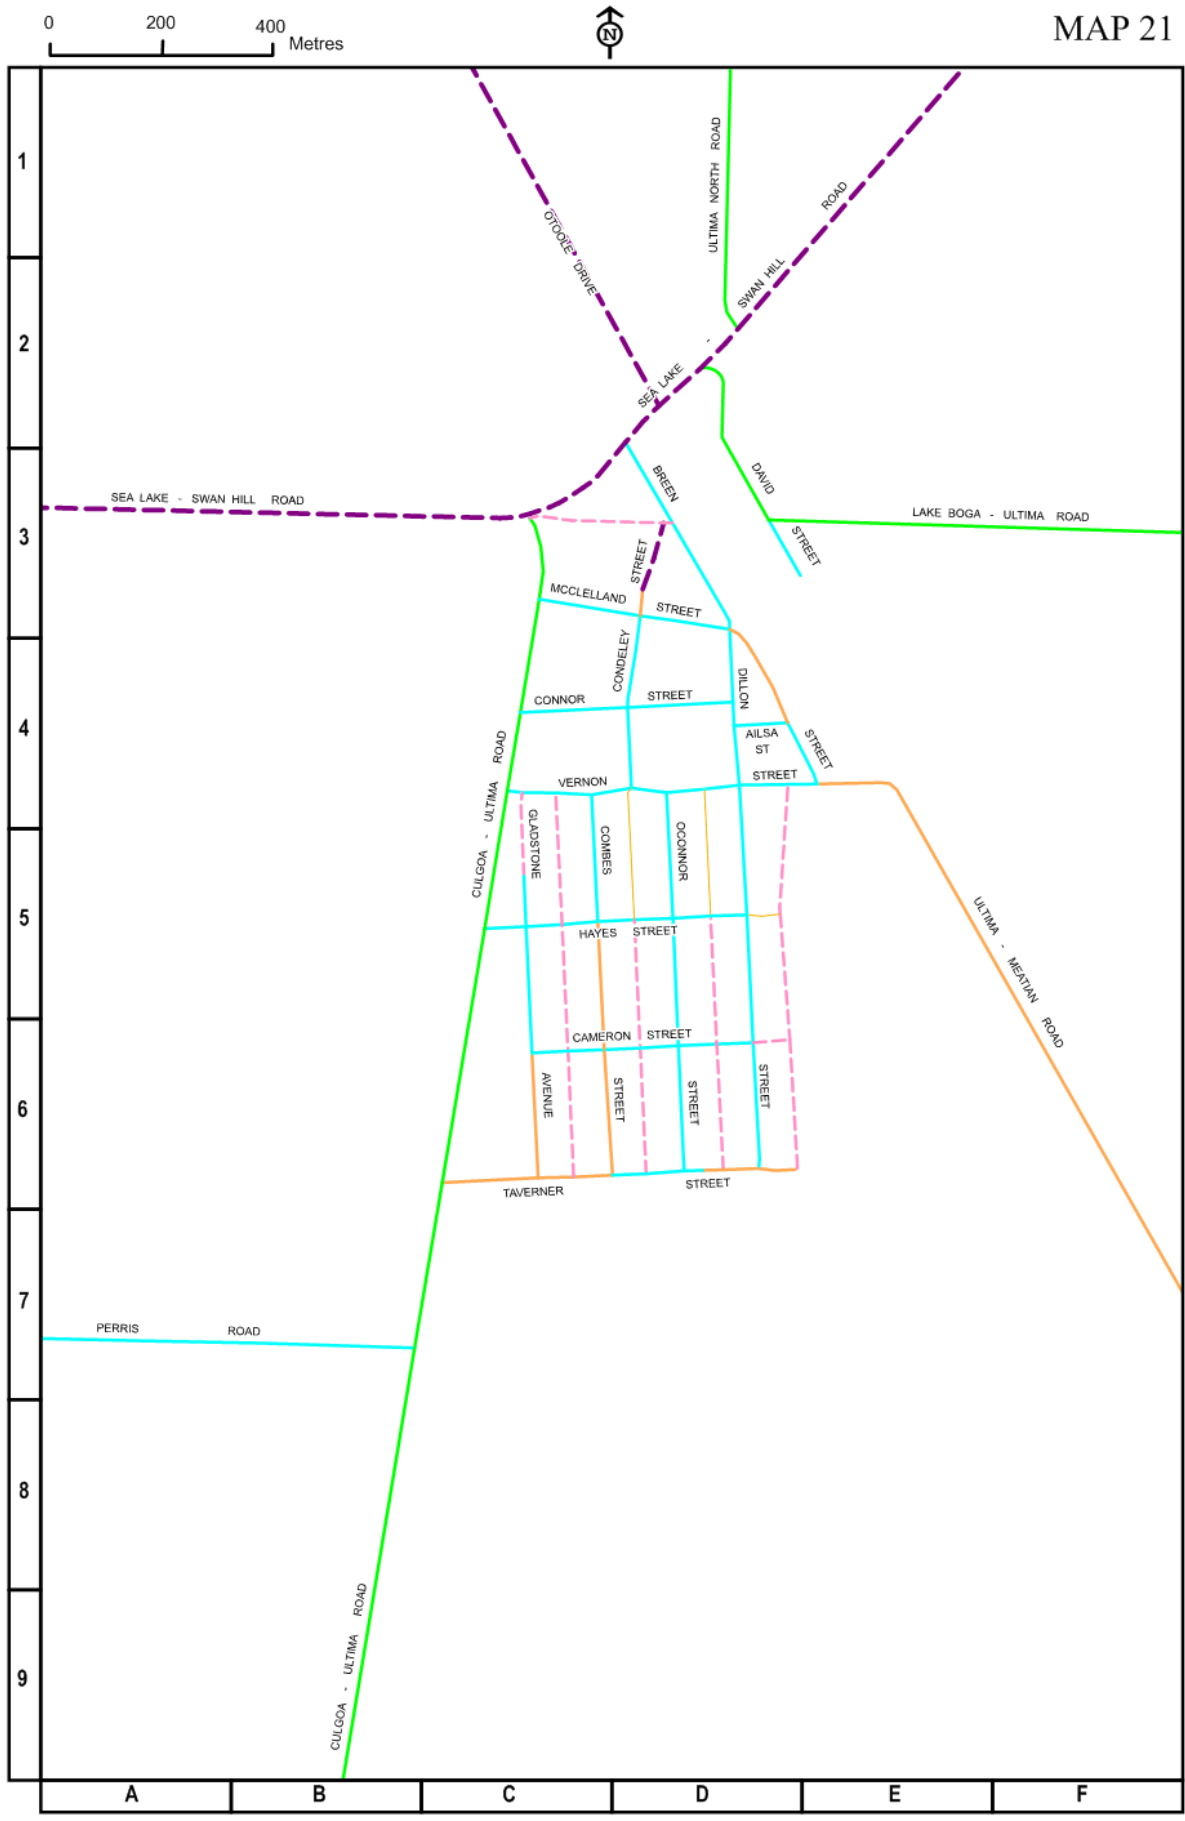 0 200 400 Metres
N
MAP 21
1
2
3
4
5
6
7
8
9
OTOOLE DRIVE
ULTIMA NORTH ROAD
SEA LAKE - SWAN HILL ROAD
SEA LAKE - SWAN HILL ROAD
BREEN
STREET
DAVID STREET
LAKE BOGA - ULTIMA ROAD
CONDELEY STREET
MCCLELLAND STREET
CONNOR STREET
DILLON
AILSA
ST
VERNON STREET
CULGOA - ULTIMA ROAD
GLADSTONE AVENUE
COMBES STREET
OCONNOR STREET
STREET
HAYES STREET
CAMERON STREET
ULTIMA - MEATIAN ROAD
TAVERNER STREET
PERRIS ROAD
CULGOA - ULTIMA ROAD
A B C D E F